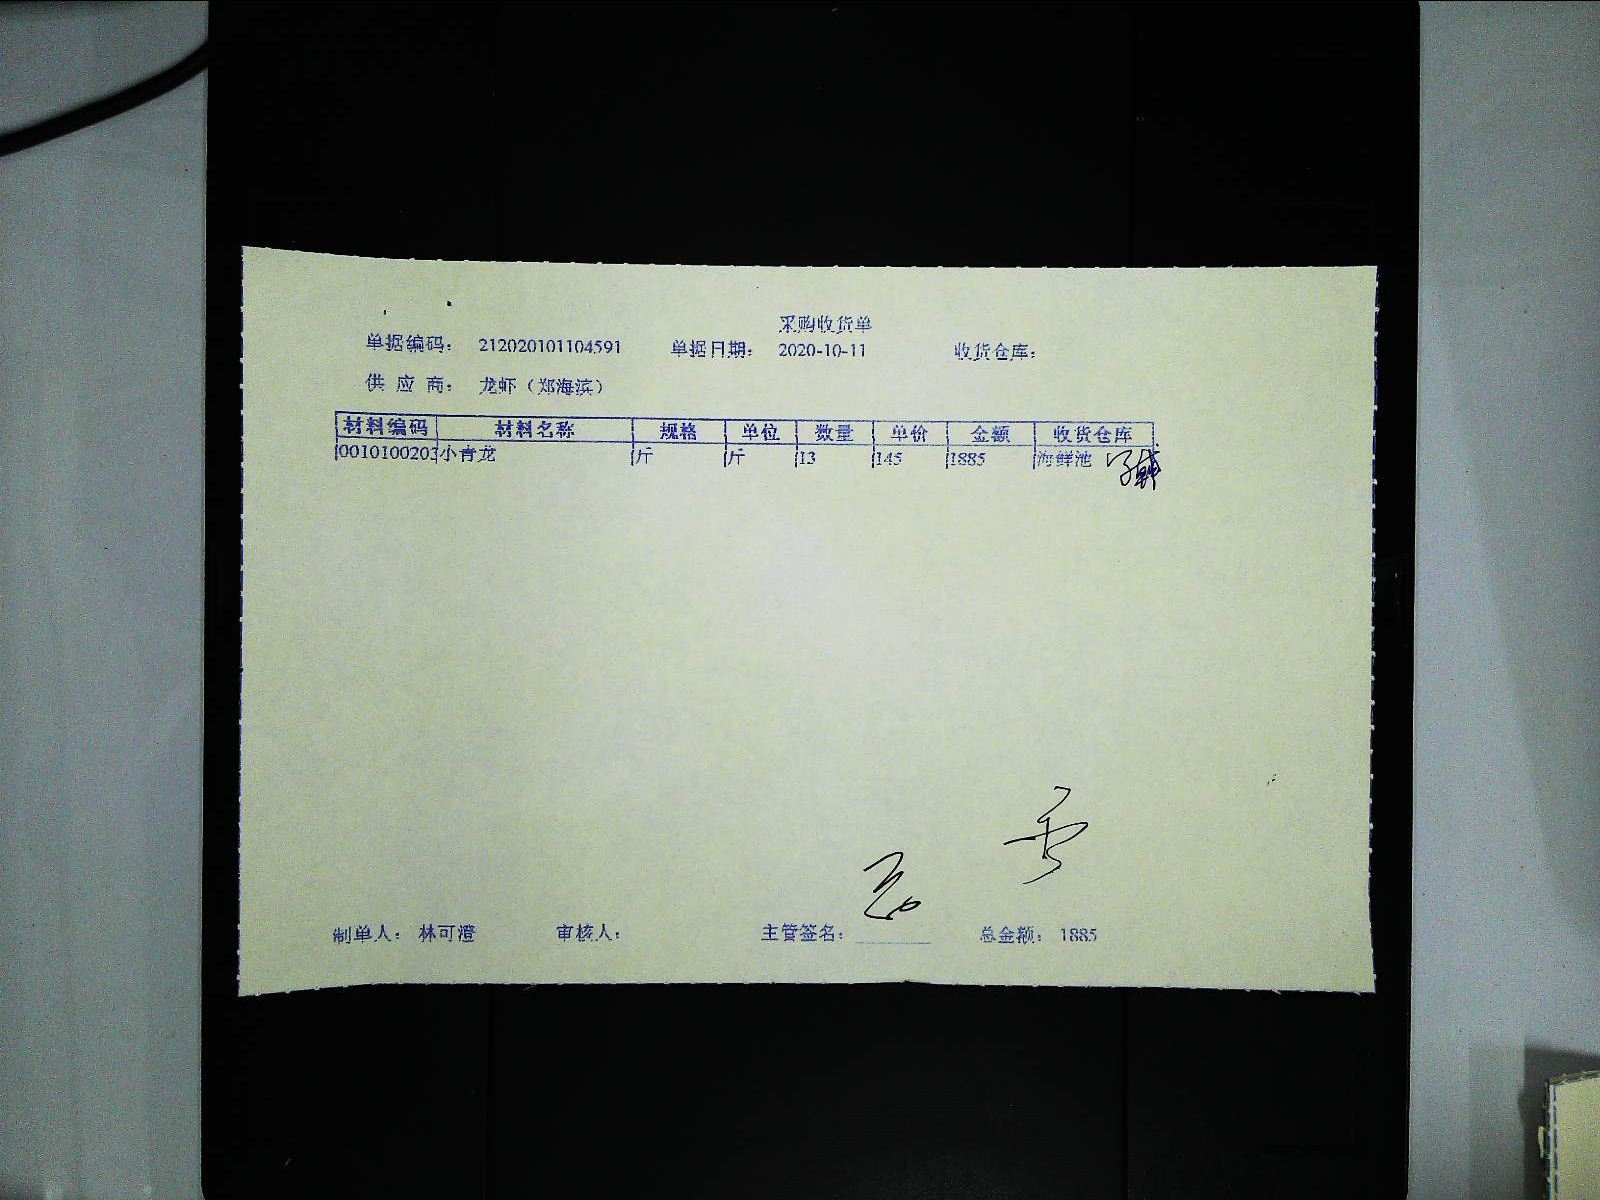 采购收货单
单据编码： 212020101104591 单据日期： 2020-10-11 收货仓库：
供 应 商： 龙虾（郑海滨）
材料编码 材料名称 规格 单位 数量 单价 金额 收货仓库
0010100203 小青龙 斤 斤 13 145 1885 海鲜池
制单人： 林可澄 审核人： 主管签名： 总金额： 1885